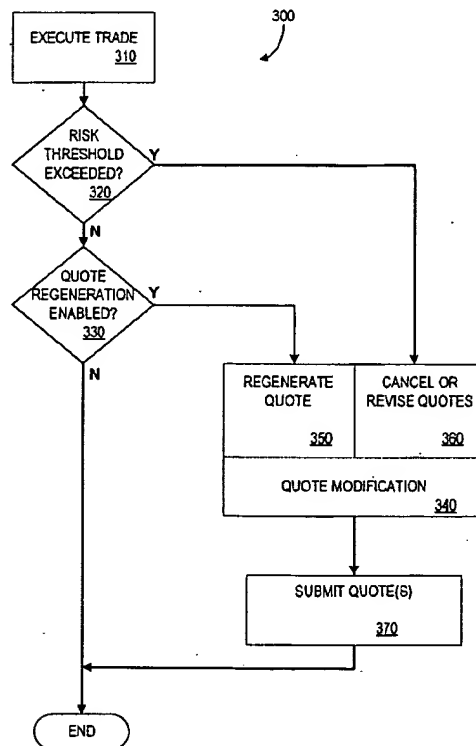 300
EXECUTE TRADE
310
RISK
THRESHOLD
EXCEEDED?
320
Y
N
QUOTE
REGENERATION
ENABLED?
330
Y
N
REGENERATE
QUOTE
350
CANCEL OR
REVISE QUOTES
360
QUOTE MODIFICATION
340
SUBMIT QUOTE(S)
370
END